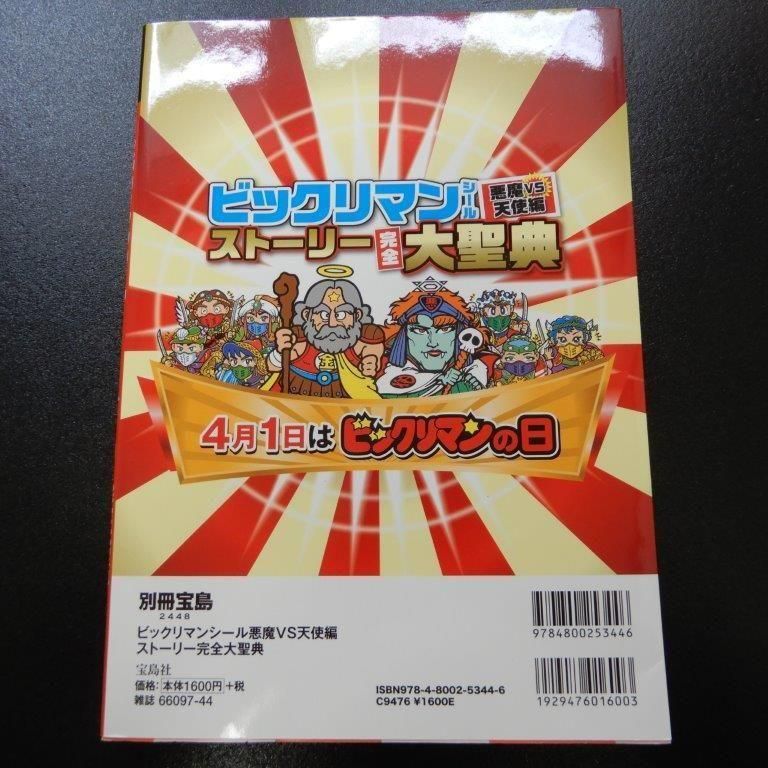 ビックリマンシール 悪魔VS天使編
ストーリー完全大聖典
4月1日はビックリマンの日
別冊宝島
2448
ビックリマンシール悪魔VS天使編
ストーリー完全大聖典
宝島社
価格：本体1600円+税
雑誌 66097-44
ISBN978-4-8002-5344-6
C9476 ¥1600E
9784800253446
1929476016003